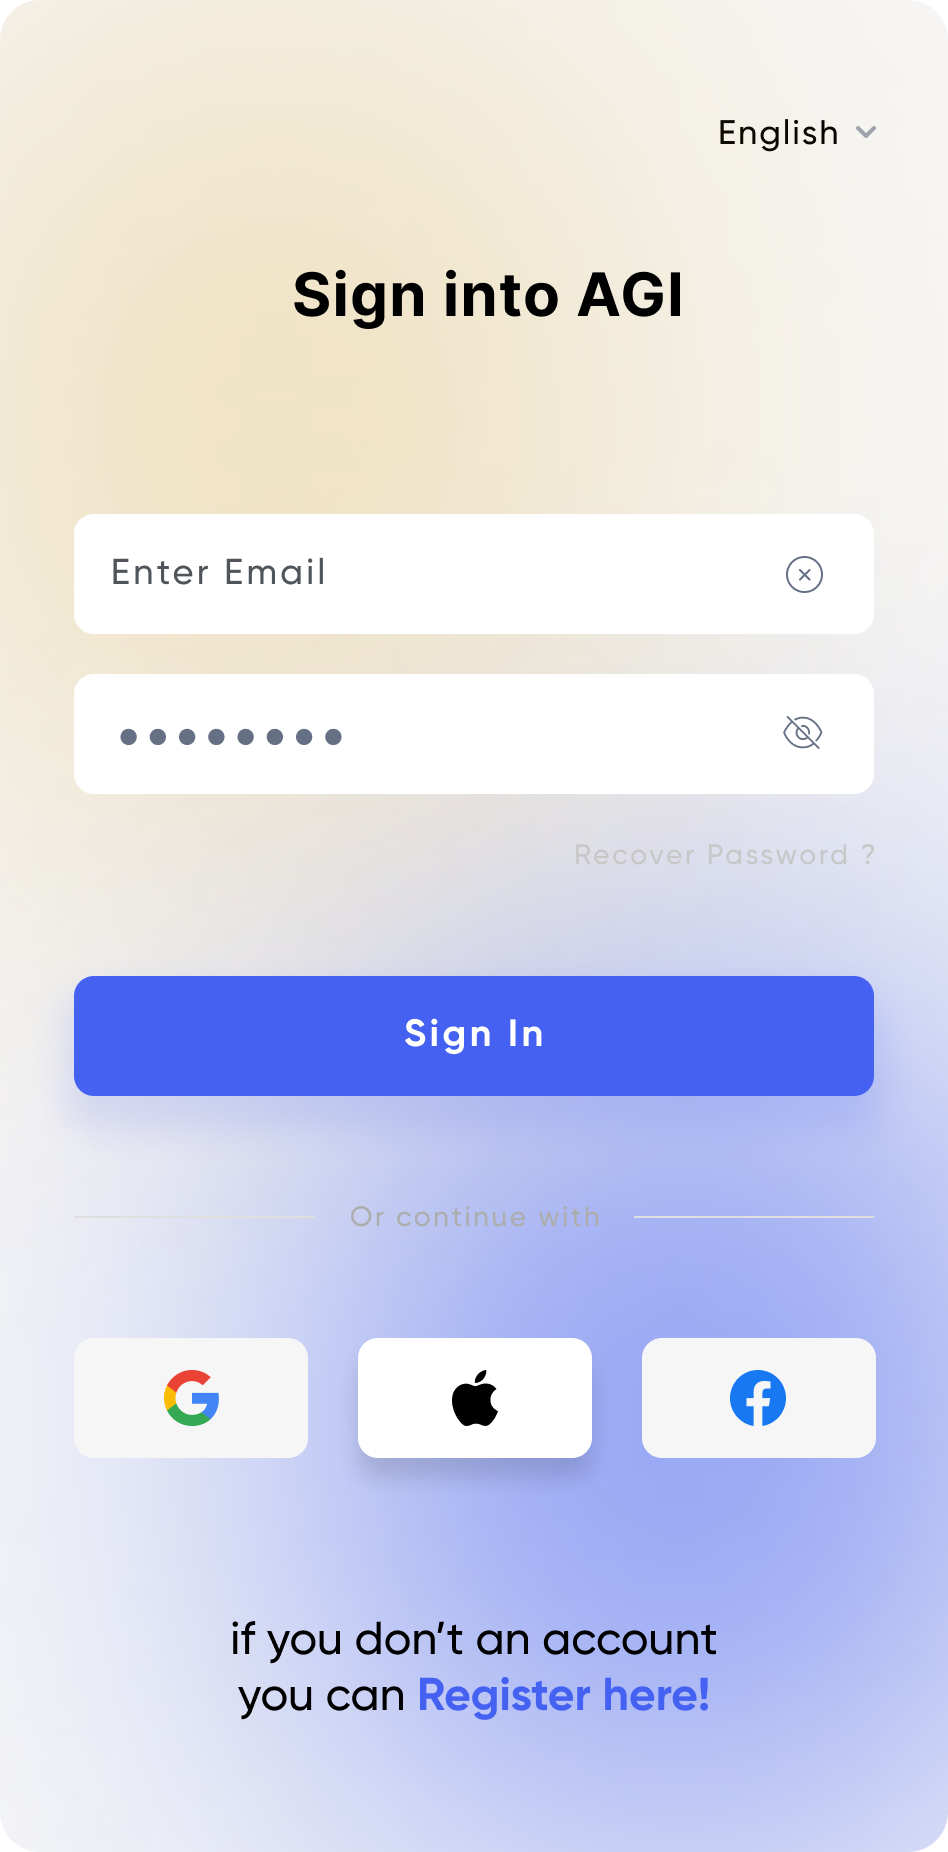 English
Sign into AGI
Enter Email
Recover Password ?
Sign In
Or continue with
if you don’t an account
you can Register here!